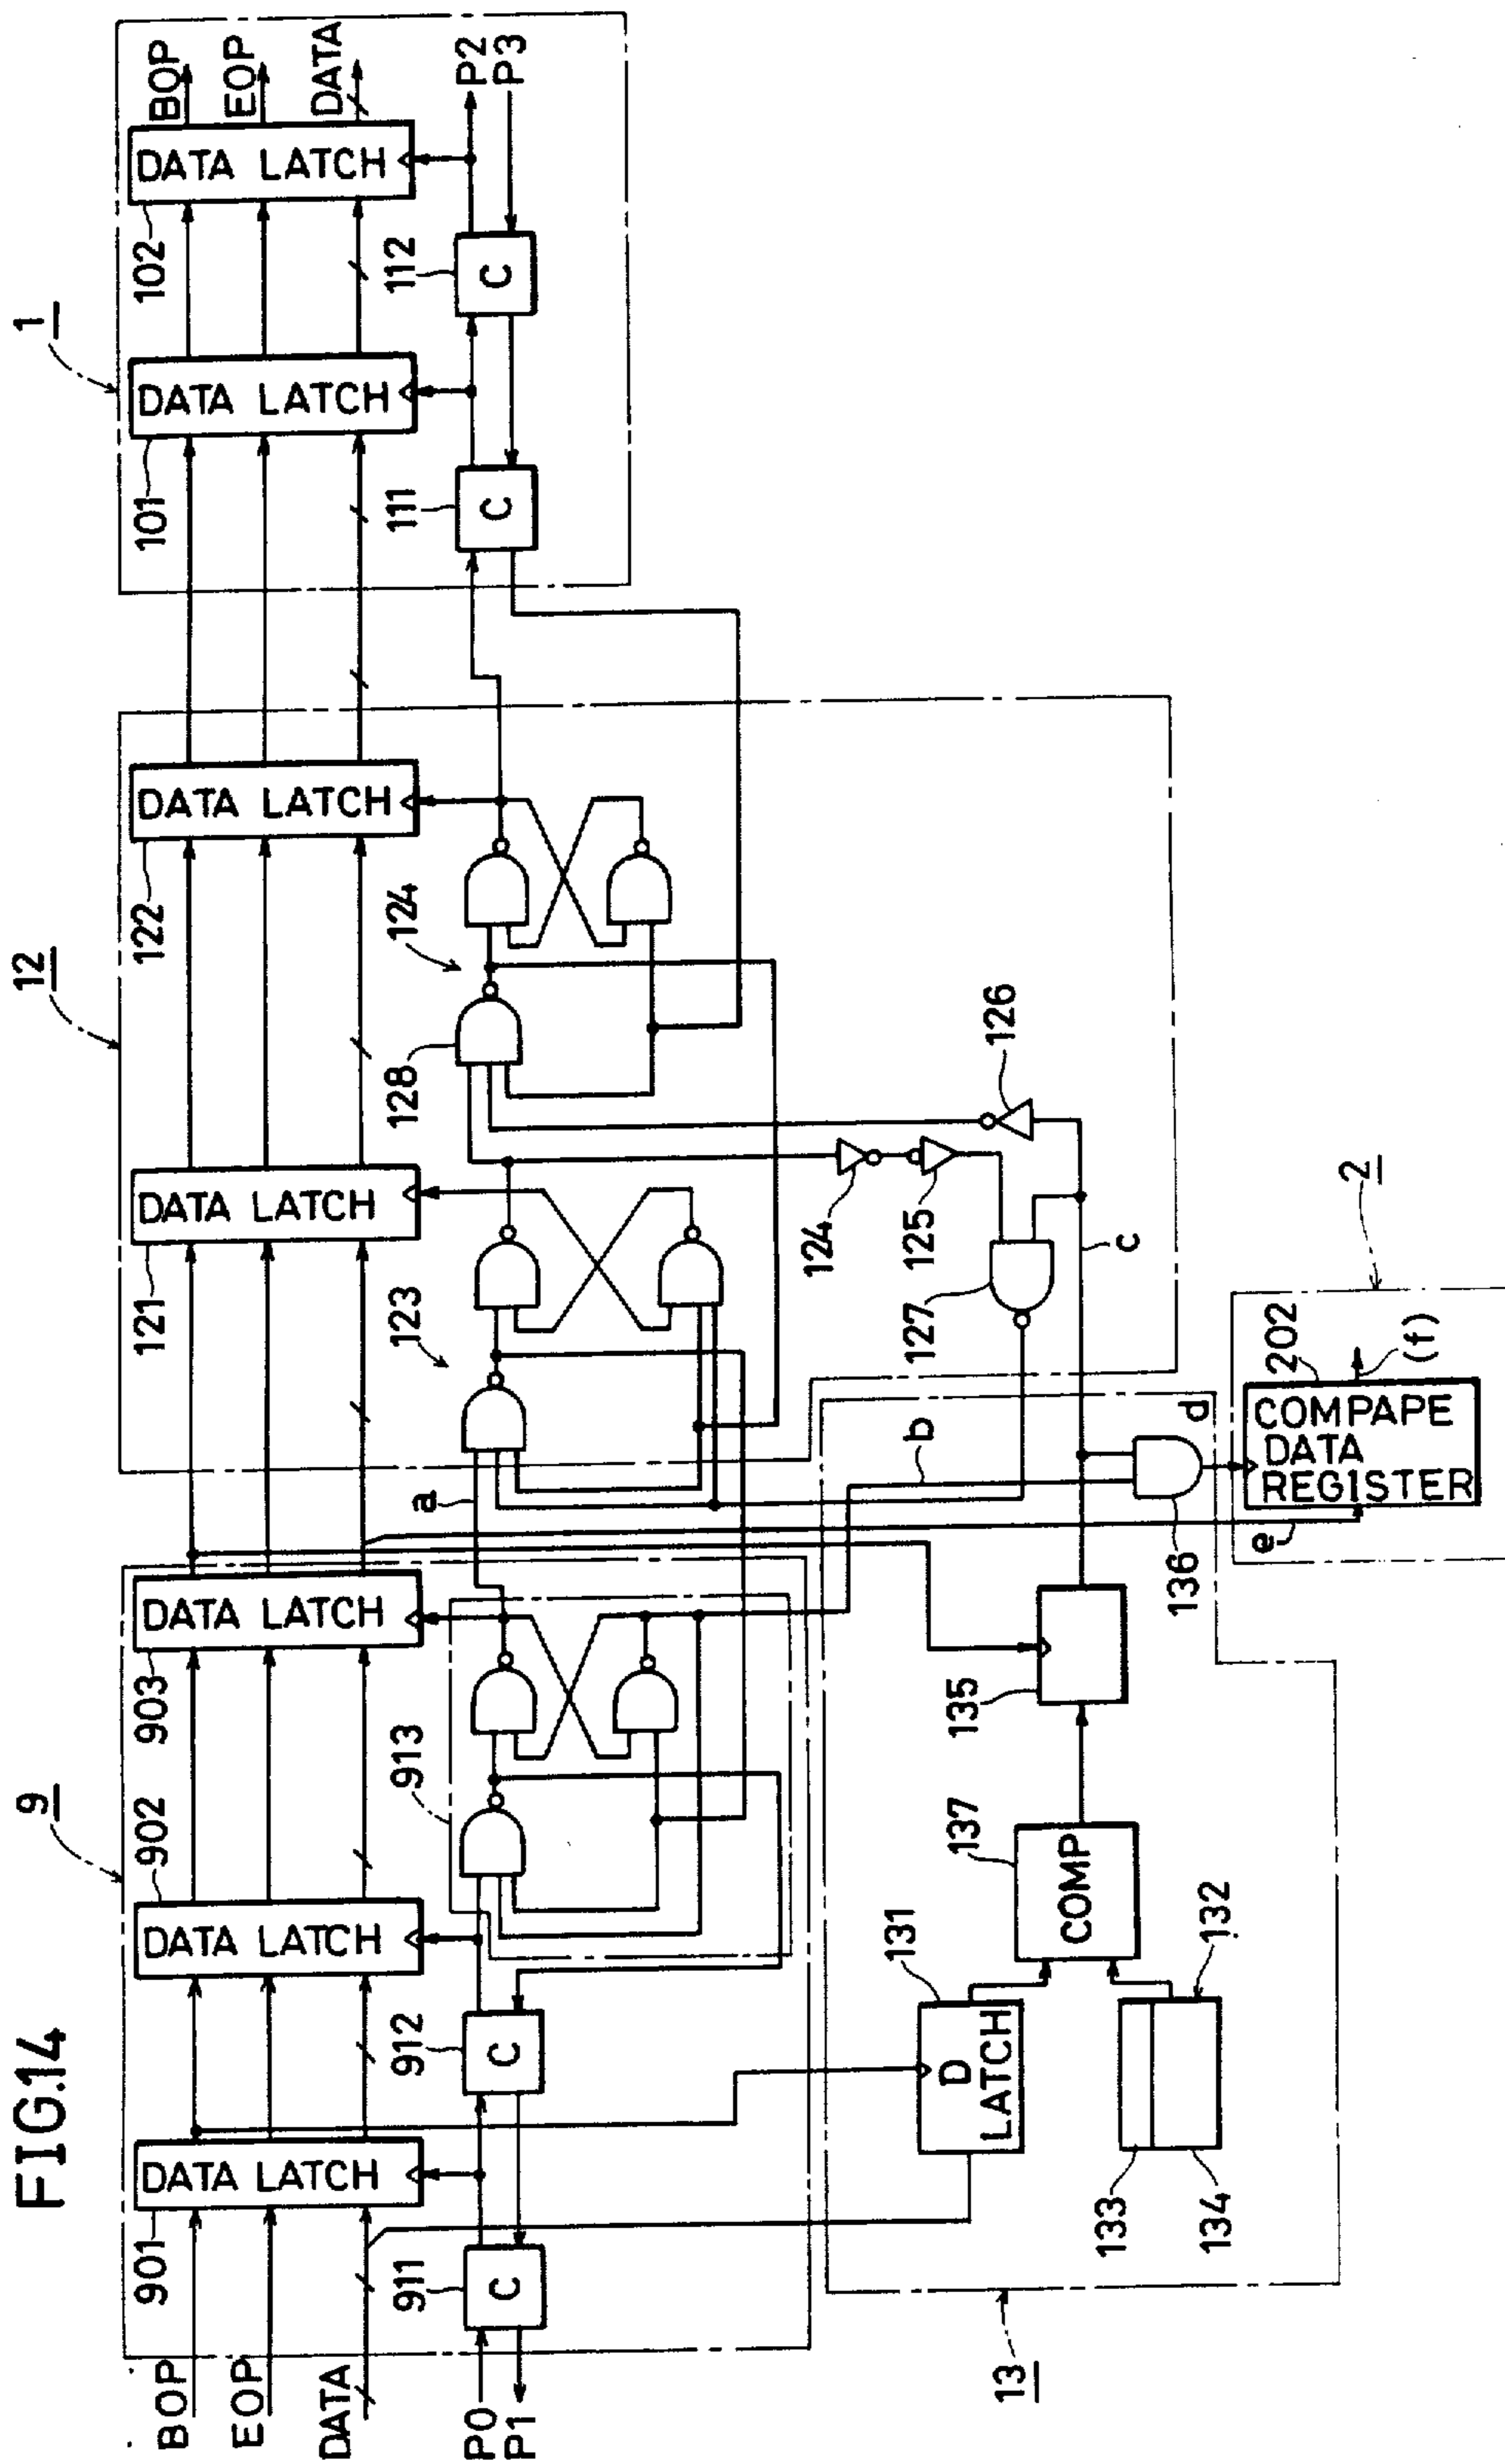 FIG.14
9
12
1
901
902
903
121
122
101
102
BOP
EOP
DATA
DATA LATCH
DATA LATCH
DATA LATCH
DATA LATCH
DATA LATCH
DATA LATCH
DATA LATCH
BOP
EOP
DATA
911
912
913
123
128
124
111
112
P0
P1
C
C
a
C
C
P2
P3
13
131
D
LATCH
133
134
132
137
COMP
135
136
b
c
d
e
127
124
125
126
2
202
COMPAPE
DATA
REGISTER
(f)